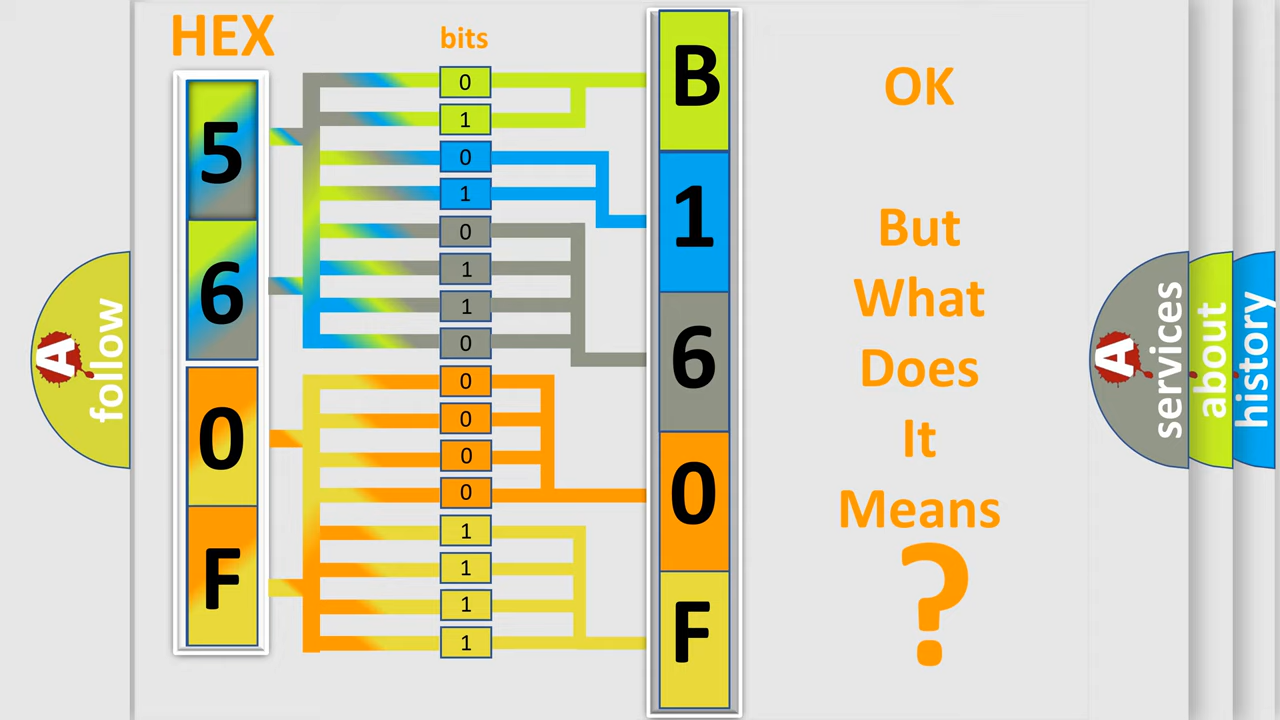 HEX
bits
5
6
0
F
0
1
0
1
0
1
1
0
0
0
0
0
1
1
1
1
B
1
6
0
F
OK
But
What
Does
It
Means
?
A
follow
A
services
about
history